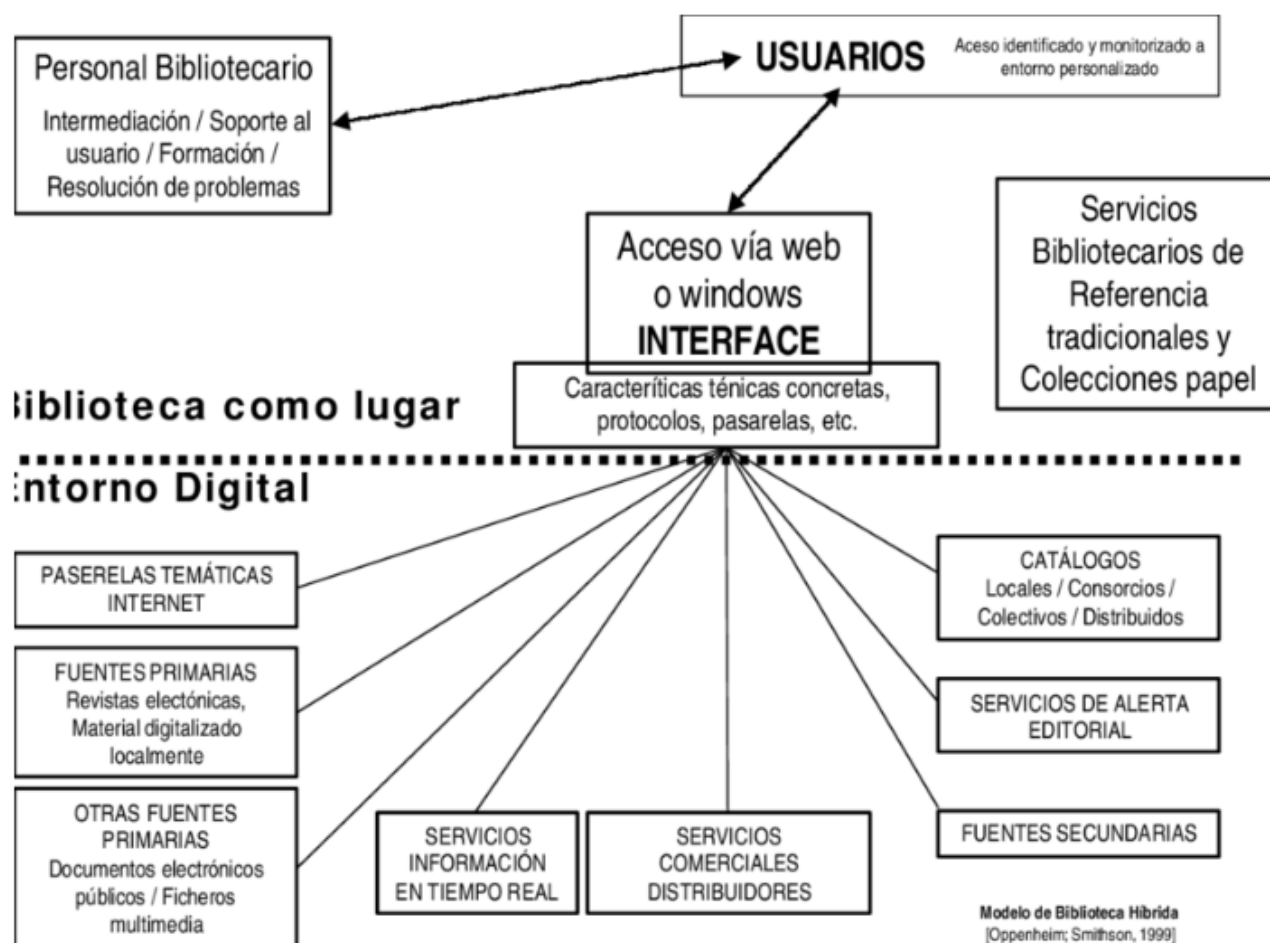 Personal Bibliotecario
Intermediación / Soporte al
usuario / Formación /
Resolución de problemas
USUARIOS
Aceso identificado y monitorizado a
entorno personalizado
Acceso vía web
o windows
INTERFACE
Caracteríticas ténicas concretas,
protocolos, pasarelas, etc.
Servicios
Bibliotecarios de
Referencia
tradicionales y
Colecciones papel
Biblioteca como lugar
Entorno Digital
PASERELAS TEMÁTICAS
INTERNET
FUENTES PRIMARIAS
Revistas electrónicas,
Material digitalizado
localmente
OTRAS FUENTES
PRIMARIAS
Documentos electrónicos
públicos / Ficheros
multimedia
SERVICIOS
INFORMACIÓN
EN TIEMPO REAL
SERVICIOS
COMERCIALES
DISTRIBUIDORES
CATÁLOGOS
Locales / Consorcios /
Colectivos / Distribuidos
SERVICIOS DE ALERTA
EDITORIAL
FUENTES SECUNDARIAS
Modelo de Biblioteca Híbrida
[Oppenheim; Smithson, 1999]